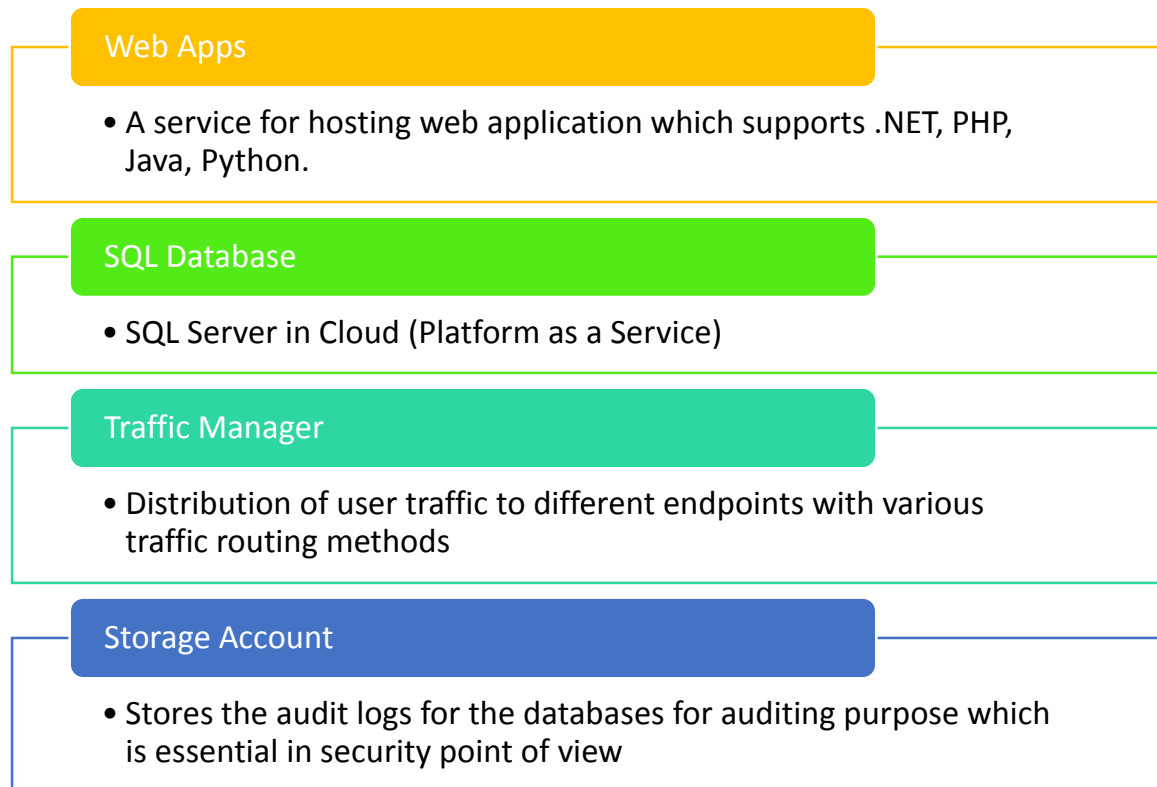 Web Apps
• A service for hosting web application which supports .NET, PHP,
Java, Python.
SQL Database
• SQL Server in Cloud (Platform as a Service)
Traffic Manager
• Distribution of user traffic to different endpoints with various
traffic routing methods
Storage Account
• Stores the audit logs for the databases for auditing purpose which
is essential in security point of view